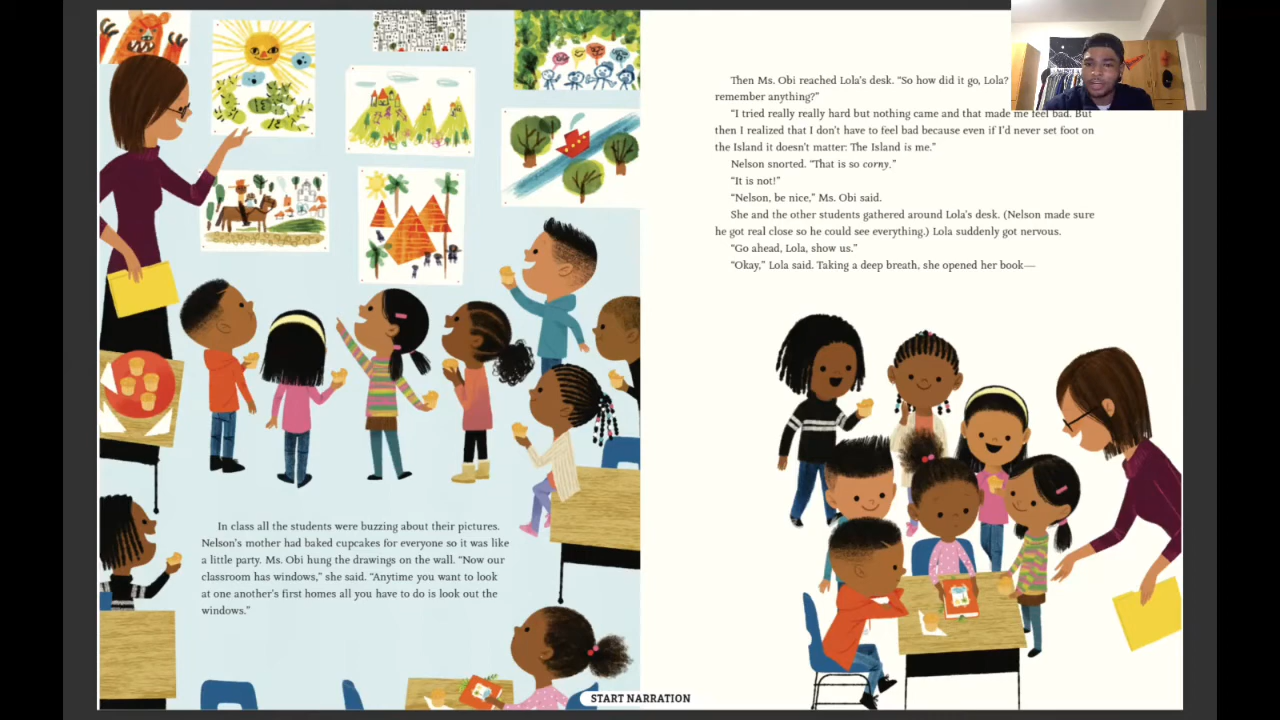 In class all the students were buzzing about their pictures.
Nelson's mother had baked cupcakes for everyone so it was like
a little party. Ms. Obi hung the drawings on the wall. “Now our
classroom has windows,” she said. “Anytime you want to look
at one another's first homes all you have to do is look out the
windows.”
Then Ms. Obi reached Lola's desk. “So how did it go, Lola?
remember anything?”
“I tried really really hard but nothing came and that made me feel bad. But
then I realized that I don't have to feel bad because even if I'd never set foot on
the Island it doesn't matter: The Island is me.”
Nelson snorted. “That is so corny.”
“It is not!”
“Nelson, be nice,” Ms. Obi said.
She and the other students gathered around Lola's desk. (Nelson made sure
he got real close so he could see everything.) Lola suddenly got nervous.
“Go ahead, Lola, show us.”
“Okay,” Lola said. Taking a deep breath, she opened her book—
START NARRATION